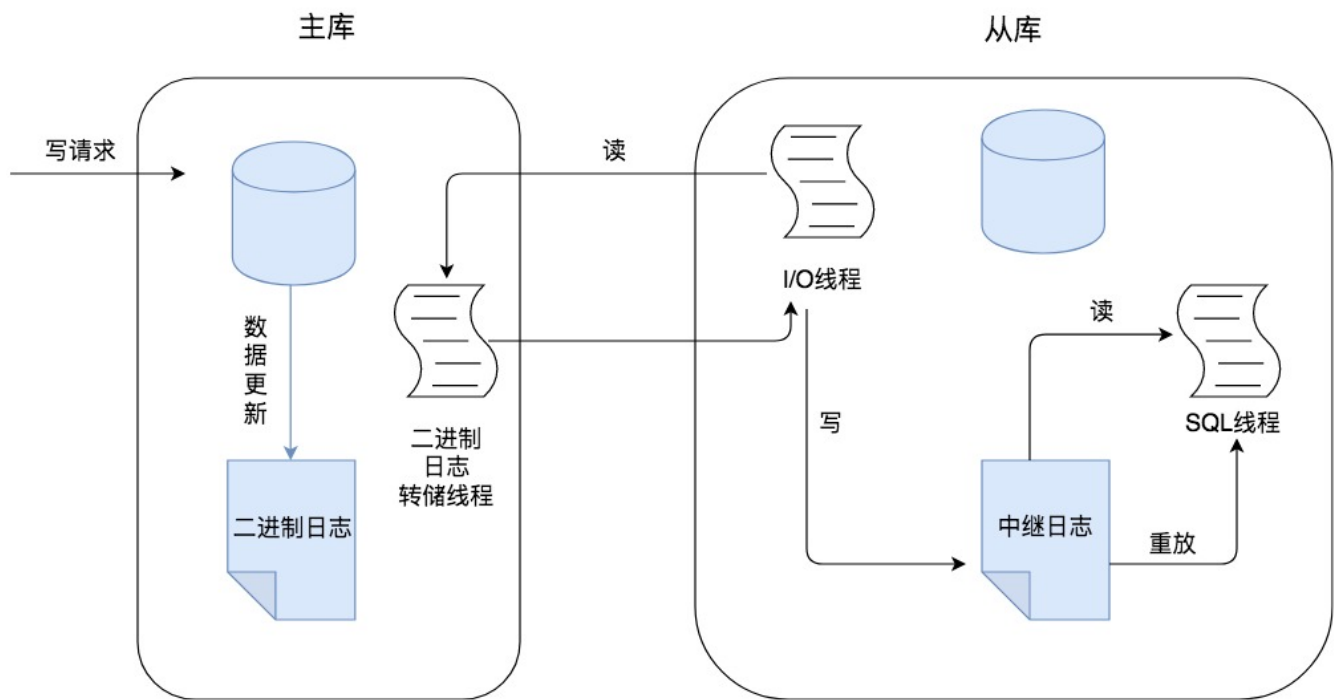 主库
从库
写请求
读
I/O线程
数
据
更
新
读
写
SQL线程
二进制
日志
转储线程
二进制日志
中继日志
重放